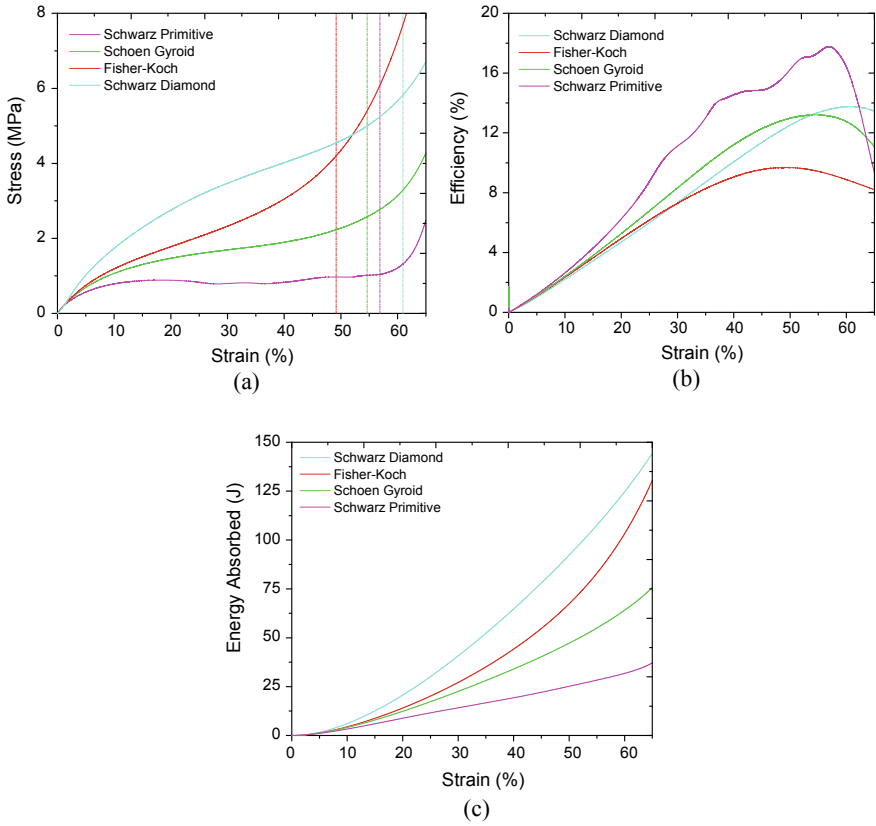 8
6
4
2
0
Stress (MPa)
Schwarz Primitive
Schoen Gyroid
Fisher-Koch
Schwarz Diamond
0 10 20 30 40 50 60
Strain (%)
(a)
20
16
12
8
4
0
Efficiency (%)
Schwarz Diamond
Fisher-Koch
Schoen Gyroid
Schwarz Primitive
0 10 20 30 40 50 60
Strain (%)
(b)
150
125
100
75
50
25
0
Energy Absorbed (J)
Schwarz Diamond
Fisher-Koch
Schoen Gyroid
Schwarz Primitive
0 10 20 30 40 50 60
Strain (%)
(c)